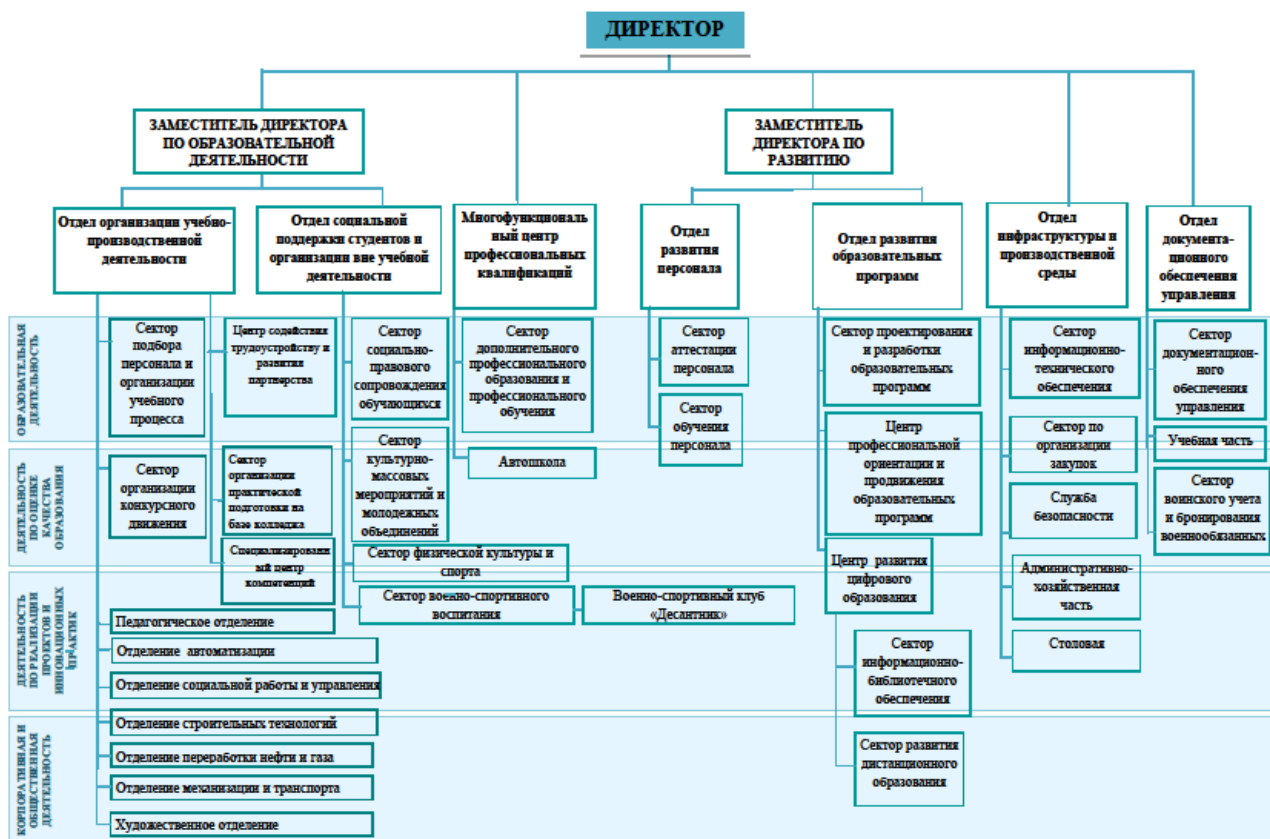 ДИРЕКТОР
ЗАМЕСТИТЕЛЬ ДИРЕКТОРА
ПО ОБРАЗОВАТЕЛЬНОЙ
ДЕЯТЕЛЬНОСТИ
ЗАМЕСТИТЕЛЬ
ДИРЕКТОРА ПО
РАЗВИТИЮ
Отдел организации учебно-
производственной
деятельности
Отдел социальной
поддержки студентов и
организации вне учебной
деятельности
Многофункциональ
ный центр
профессиональных
квалификаций
Отдел
развития
персонала
Отдел развития
образовательных
программ
Отдел
инфраструктуры и
производственной
среды
Отдел
документа-
ционного
обеспечения
управления
ОБРАЗОВАТЕЛЬНАЯ
ДЕЯТЕЛЬНОСТЬ
Сектор
подбора
персонала и
организации
учебного
процесса
Центр содействия
трудоустройству и
развития
партнерства
Сектор
социально-
правового
сопровождения
обучающихся
Сектор
дополнительного
профессионального
образования и
профессионального
обучения
Сектор
аттестации
персонала
Сектор проектирования
и разработки
образовательных
программ
Сектор
информационно-
технического
обеспечения
Сектор
документацион-
ного
обеспечения
управления
Сектор
обучения
персонала
ДЕЯТЕЛЬНОСТЬ
ПО ОЦЕНКЕ
КАЧЕСТВА
ОБРАЗОВАНИЯ
Сектор
организации
конкурсного
движения
Сектор
организации
практической
подготовки на
базе колледжа
Сектор
культурно-
массовых
мероприятий и
молодежных
объединений
Автошкола
Центр
профессиональной
ориентации и
продвижения
образовательных
программ
Сектор по
организации
закупок
Учебная часть
Служба
безопасности
Сектор
воинского учета
и бронирования
военнообязанных
Специализированн
ый центр
компетенций
Сектор физической культуры и
спорта
Центр развития
цифрового
образования
Административно-
хозяйственная
часть
ДЕЯТЕЛЬНОСТЬ
ПО РЕАЛИЗАЦИИ
ПРОЕКТОВ И
ИННОВАЦИОННЫХ
ПРАКТИК
Сектор военно-спортивного
воспитания
Военно-спортивный клуб
«Десантник»
Педагогическое отделение
Отделение автоматизации
Отделение социальной работы и управления
Сектор
информационно-
библиотечного
обеспечения
Столовая
КОРПОРАТИВНАЯ И
ОБЩЕСТВЕННАЯ
ДЕЯТЕЛЬНОСТЬ
Отделение строительных технологий
Отделение переработки нефти и газа
Отделение механизации и транспорта
Художественное отделение
Сектор развития
дистанционного
образования